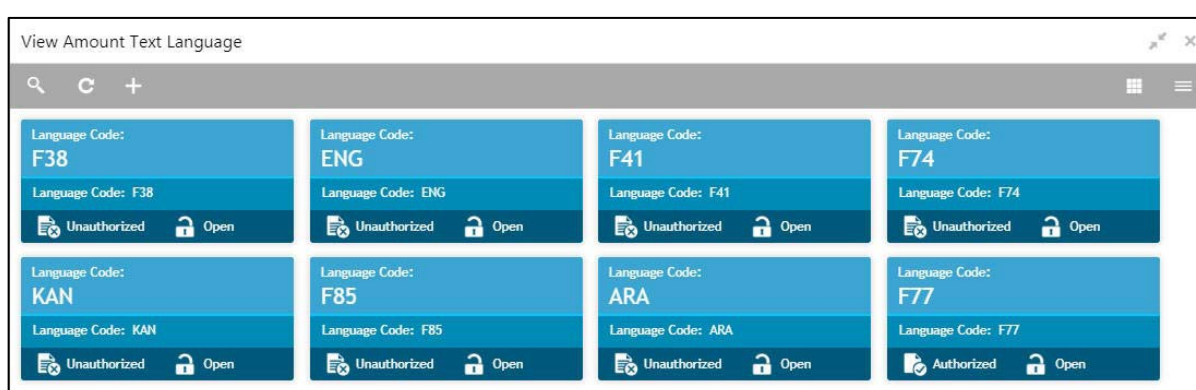 View Amount Text Language
Language Code: Language Code: Language Code: Language Code:
F38 ENG F41 F74
Language Code: F38 Language Code: ENG Language Code: F41 Language Code: F74
Unauthorized Open Unauthorized Open Unauthorized Open Unauthorized Open
Language Code: Language Code: Language Code: Language Code:
KAN F85 ARA F77
Language Code: KAN Language Code: F85 Language Code: ARA Language Code: F77
Unauthorized Open Unauthorized Open Unauthorized Open Authorized Open